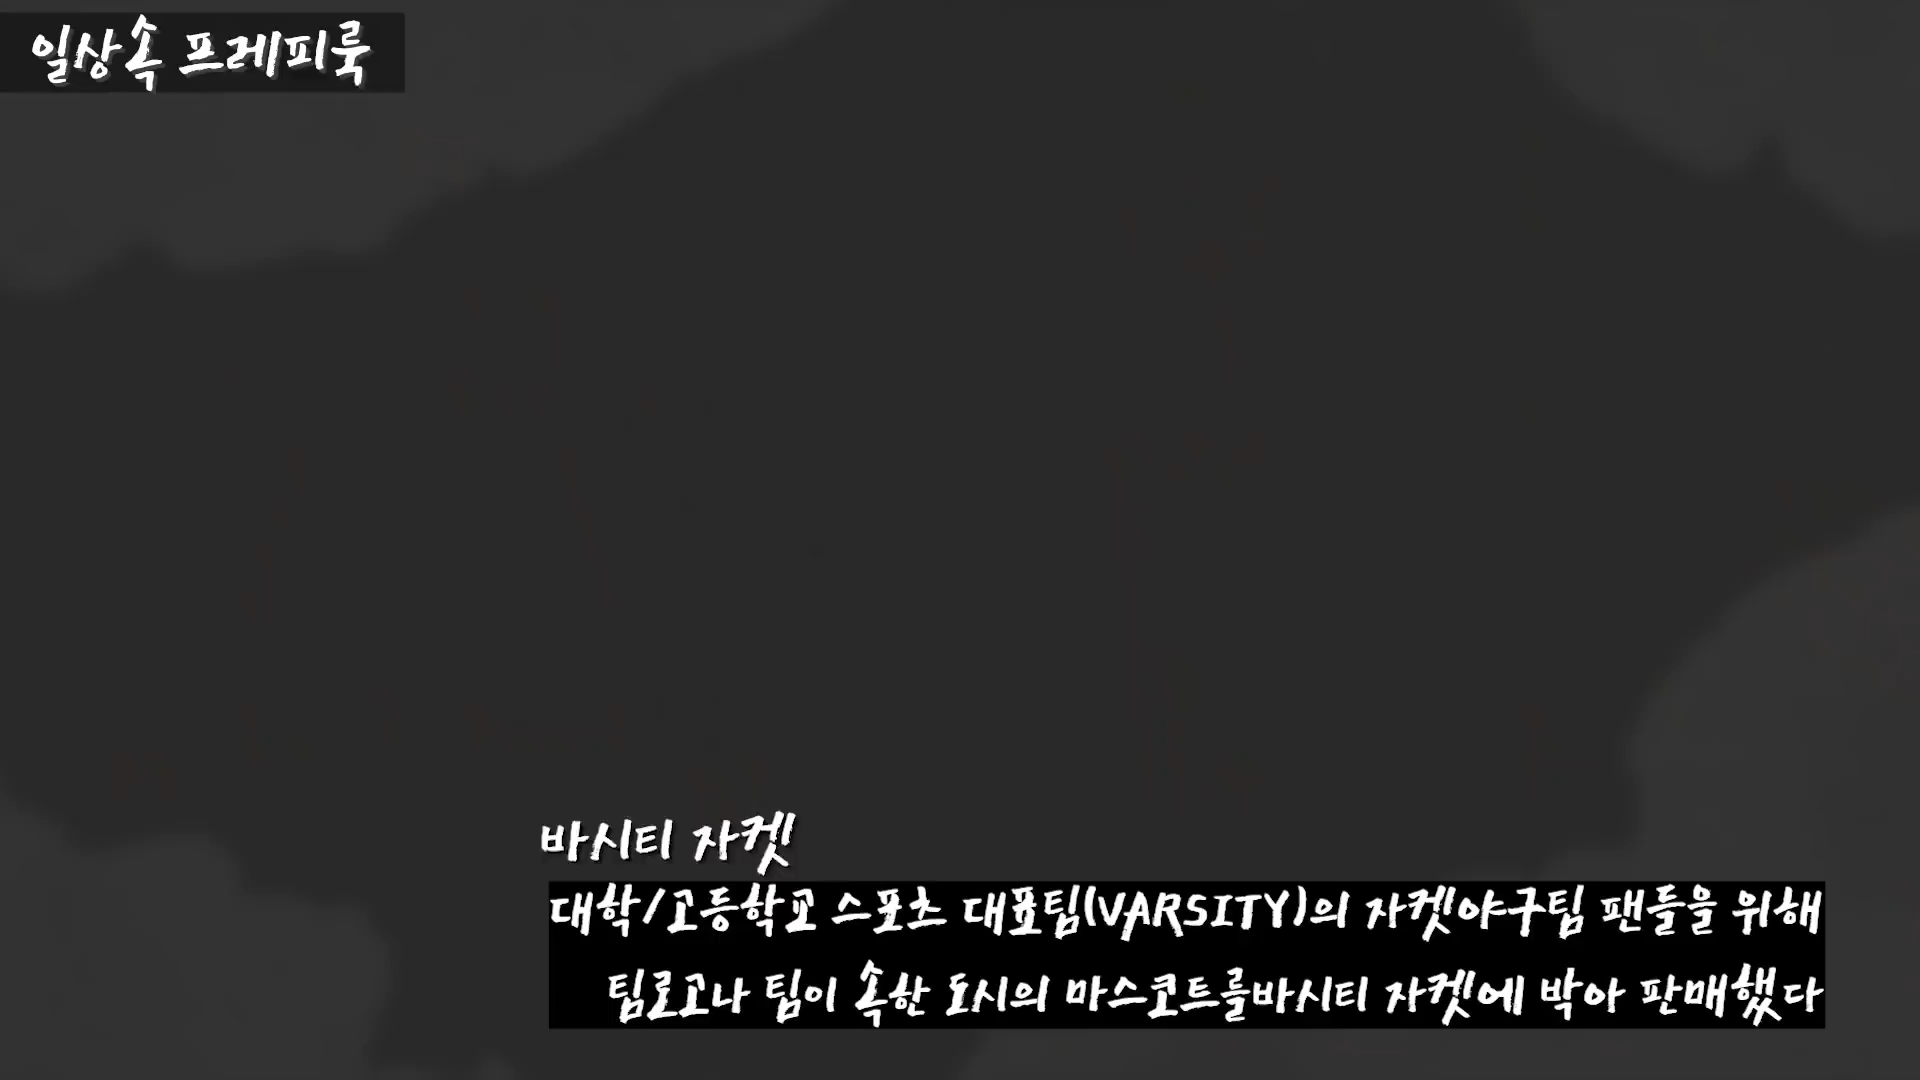 일상속 프레피룩
바시티 자켓
대학/고등학교 스포츠 대표팀(VARSITY)의 자켓야구팀 팬들을 위해
팀로고나 팀이 속한 도시의 마스코트를바시티 자켓에 박아 판매했다